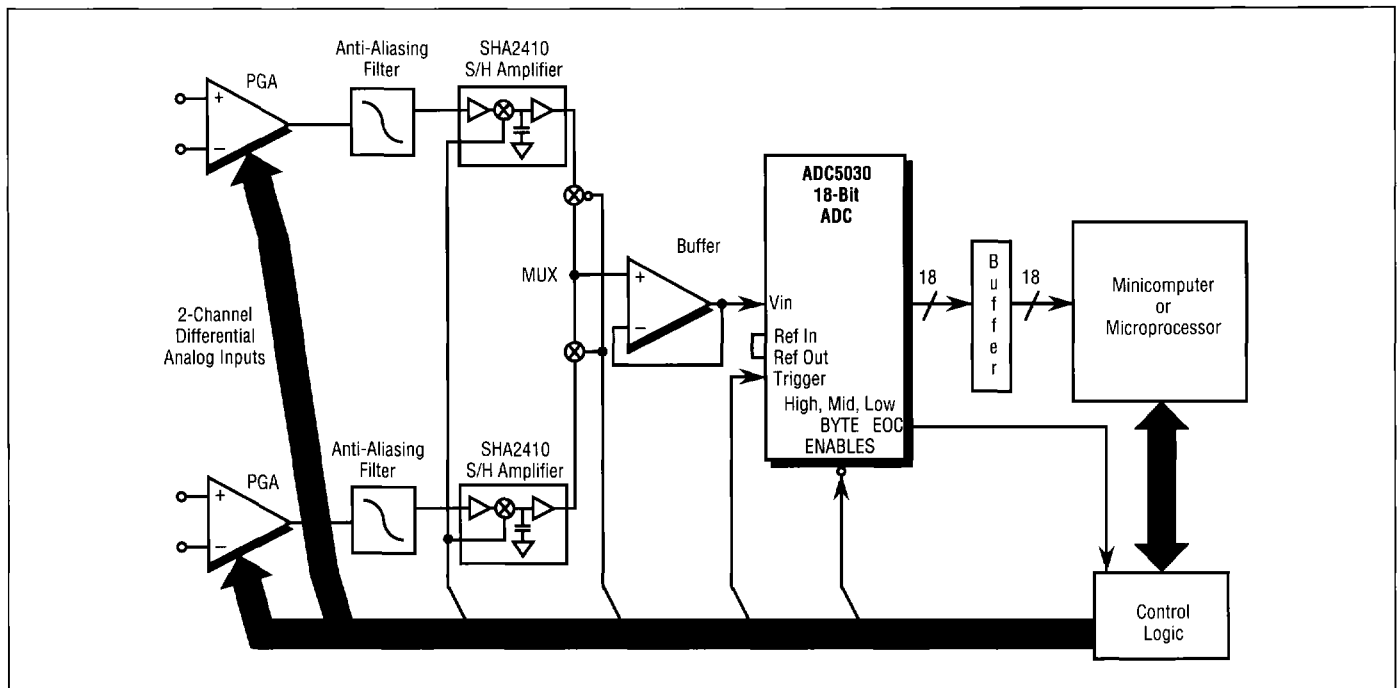 PGA
+
−
Anti-Aliasing
Filter
SHA2410
S/H Amplifier
2-Channel
Differential
Analog Inputs
MUX
Buffer
+
−
ADC5030
18-Bit
ADC
Vin
Ref In
Ref Out
Trigger
High, Mid, Low
BYTE EOC
ENABLES
18
Buffer
18
Minicomputer
or
Microprocessor
PGA
+
−
Anti-Aliasing
Filter
SHA2410
S/H Amplifier
Control
Logic